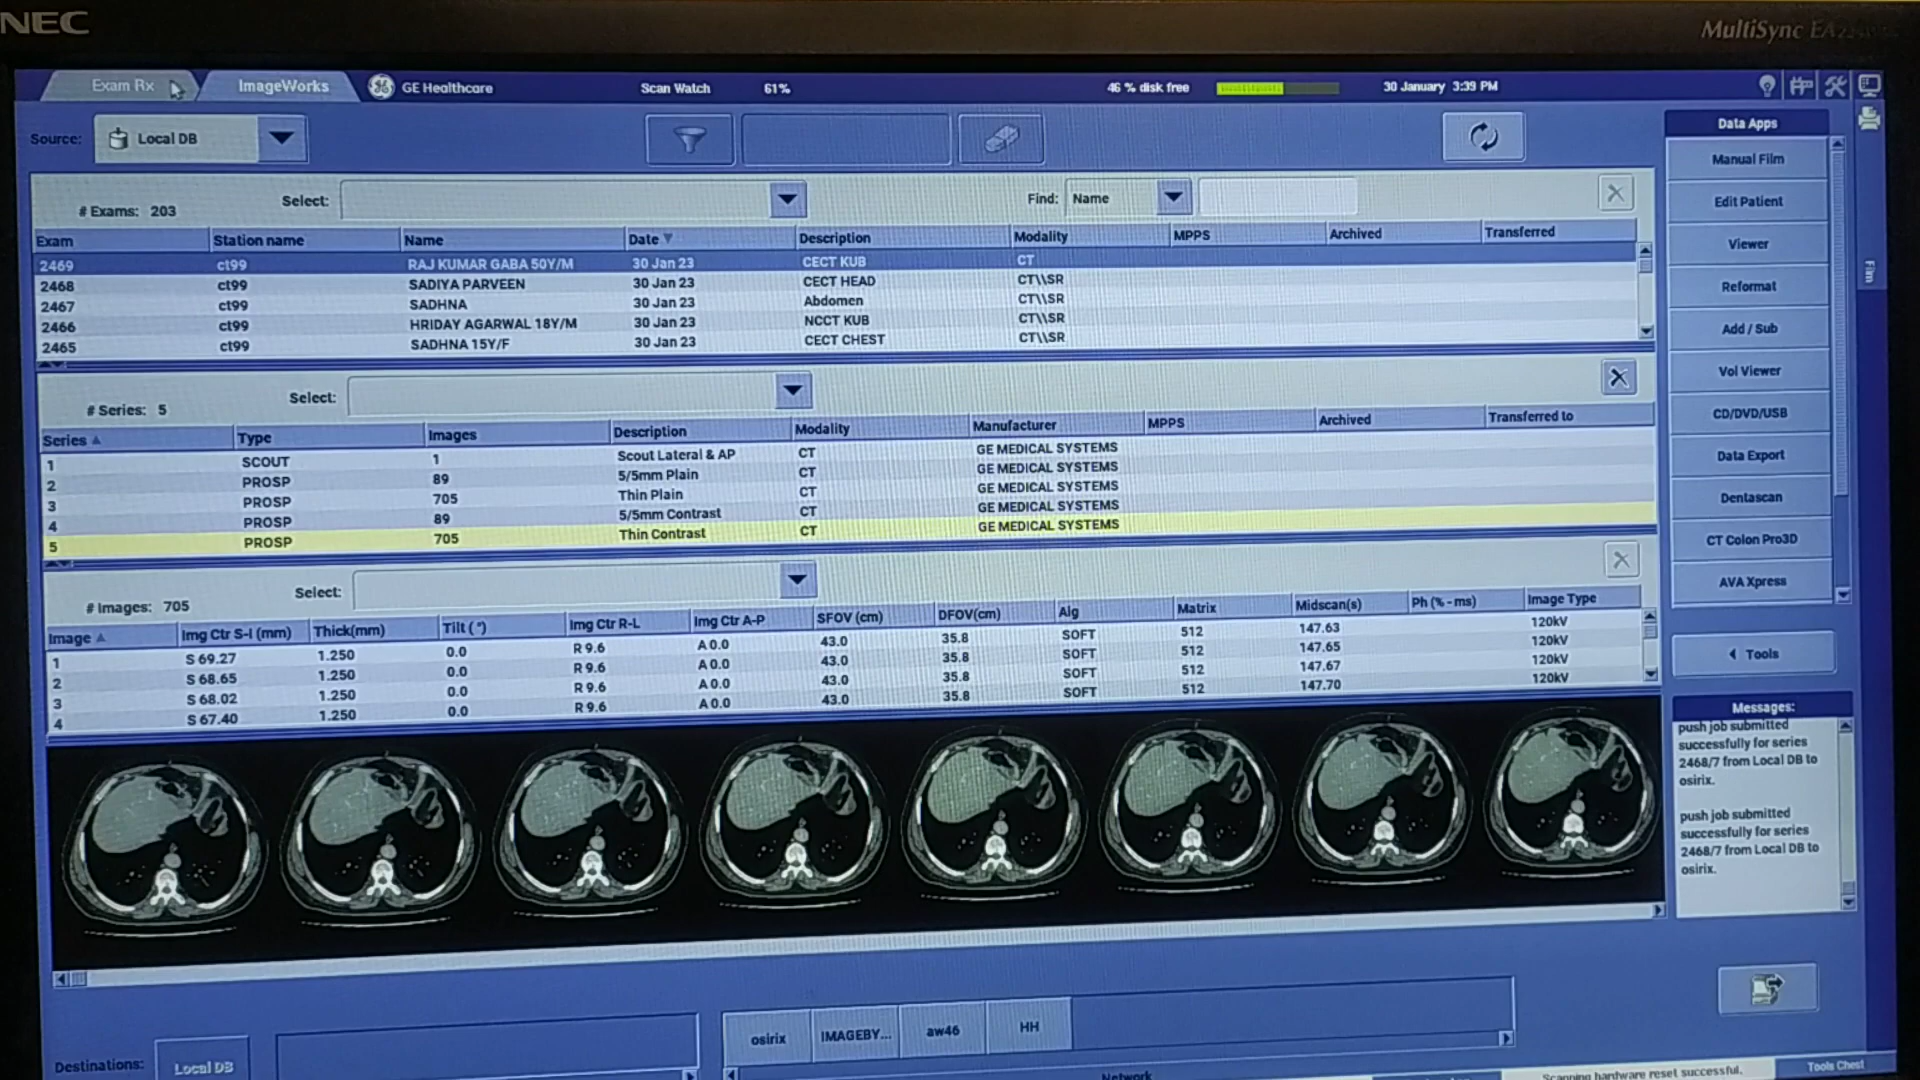 NEC
MultiSync
Exam Rx ImageWorks GE Healthcare Scan Watch 61% 46 % disk free 30 January 3:39 PM
Source: Local DB
# Exams: 203 Select: Find: Name
Exam Station name Name Date Description Modality MPPS Archived Transferred
2469 ct99 RAJ KUMAR GABA 50Y/M 30 Jan 23 CECT KUB CT
2468 ct99 SADIYA PARVEEN 30 Jan 23 CECT HEAD CT\\SR
2467 ct99 SADHNA 30 Jan 23 Abdomen CT\\SR
2466 ct99 HRIDAY AGARWAL 18Y/M 30 Jan 23 NCCT KUB CT\\SR
2465 ct99 SADHNA 15Y/F 30 Jan 23 CECT CHEST CT\\SR
# Series: 5 Select:
Series Type Images Description Modality Manufacturer MPPS Archived Transferred to
1 SCOUT 1 Scout Lateral & AP CT GE MEDICAL SYSTEMS
2 PROSP 89 5/5mm Plain CT GE MEDICAL SYSTEMS
3 PROSP 705 Thin Plain CT GE MEDICAL SYSTEMS
4 PROSP 89 5/5mm Contrast CT GE MEDICAL SYSTEMS
5 PROSP 705 Thin Contrast CT GE MEDICAL SYSTEMS
# Images: 705 Select:
Image Img Ctr S-I (mm) Thick(mm) Tilt (°) Img Ctr R-L Img Ctr A-P SFOV (cm) DFOV(cm) Alg Matrix Midscan(s) Ph (% - ms) Image Type
1 S 69.27 1.250 0.0 R 9.6 A 0.0 43.0 35.8 SOFT 512 147.63 120kV
2 S 68.65 1.250 0.0 R 9.6 A 0.0 43.0 35.8 SOFT 512 147.65 120kV
3 S 68.02 1.250 0.0 R 9.6 A 0.0 43.0 35.8 SOFT 512 147.67 120kV
4 S 67.40 1.250 0.0 R 9.6 A 0.0 43.0 35.8 SOFT 512 147.70 120kV
Data Apps
Manual Film
Edit Patient
Viewer
Reformat
Add / Sub
Vol Viewer
CD/DVD/USB
Data Export
Dentascan
CT Colon Pro3D
AVA Xpress
Tools
Film
Messages:
push job submitted
successfully for series
2468/7 from Local DB to
osirix.
push job submitted
successfully for series
2468/7 from Local DB to
osirix.
Destinations: Local DB osirix IMAGEBY... aw46 HH
Network
Scanning hardware reset successful.
Tools Chest